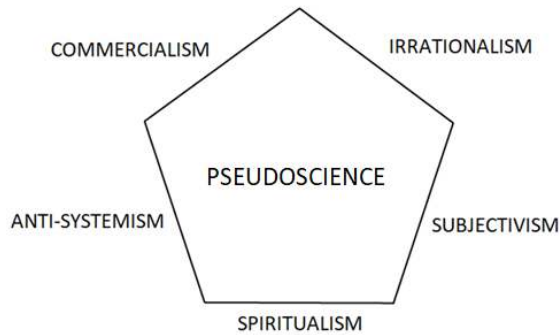 COMMERCIALISM
IRRATIONALISM
PSEUDOSCIENCE
ANTI-SYSTEMISM
SUBJECTIVISM
SPIRITUALISM